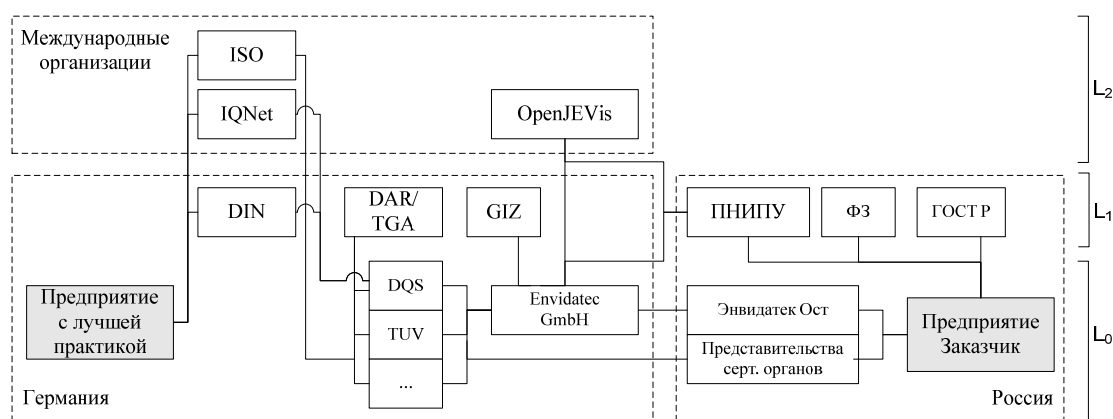 Международные
организации
ISO
IQNet
OpenJEVis
L2
DIN
DAR/
TGA
GIZ
ПНИПУ
ФЗ
ГОСТ Р
L1
Предприятие
с лучшей
практикой
DQS
TUV
...
Envidatec
GmbH
Энвидатек Ост
Представительства
серт. органов
Предприятие
Заказчик
L0
Германия
Россия